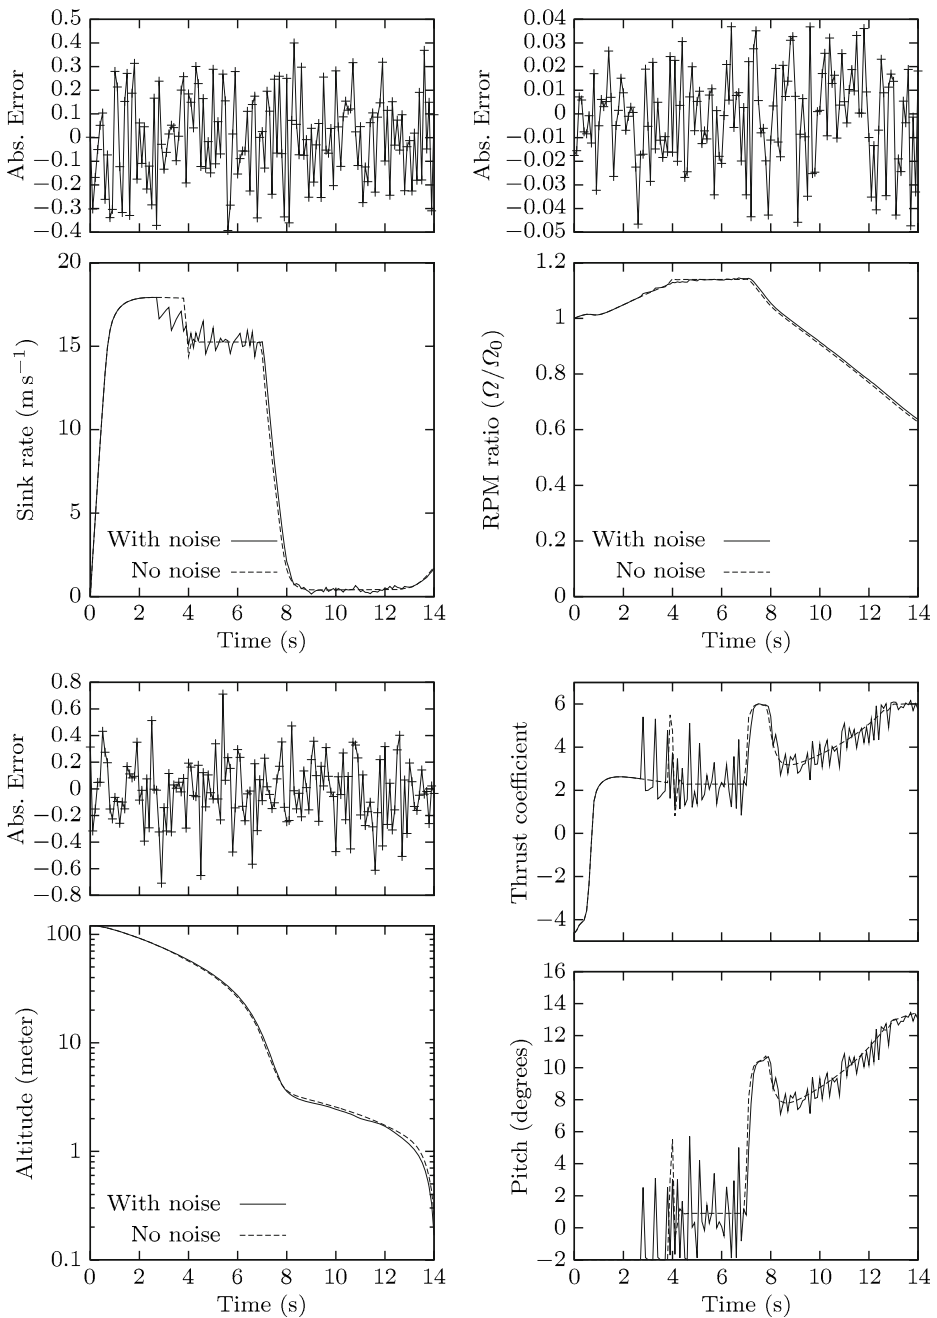 0.5
0.4
0.3
0.2
0.1
0
−0.1
−0.2
−0.3
−0.4
Abs. Error
0.04
0.03
0.02
0.01
0
−0.01
−0.02
−0.03
−0.04
−0.05
Abs. Error
20
15
10
5
0
Sink rate (m s−1)
With noise
No noise
0 2 4 6 8 10 12 14
Time (s)
1.2
1
0.8
0.6
0.4
0.2
0
RPM ratio (Ω/Ω0)
With noise
No noise
0 2 4 6 8 10 12 14
Time (s)
0.8
0.6
0.4
0.2
0
−0.2
−0.4
−0.6
−0.8
Abs. Error
6
4
2
0
−2
−4
Thrust coefficient
100
10
1
0.1
Altitude (meter)
With noise
No noise
0 2 4 6 8 10 12 14
Time (s)
16
14
12
10
8
6
4
2
0
−2
Pitch (degrees)
0 2 4 6 8 10 12 14
Time (s)